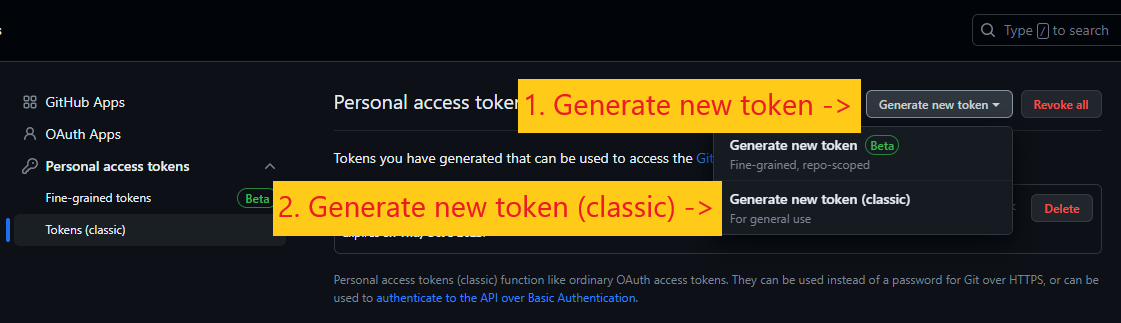 Type / to search
GitHub Apps
OAuth Apps
Personal access tokens
Fine-grained tokens Beta
Tokens (classic)
Personal access token
1. Generate new token ->
Generate new token
Revoke all
Generate new token Beta
Fine-grained, repo-scoped
Tokens you have generated that can be used to access the Git
2. Generate new token (classic) ->
Generate new token (classic)
For general use
Delete
Personal access tokens (classic) function like ordinary OAuth access tokens. They can be used instead of a password for Git over HTTPS, or can be
used to authenticate to the API over Basic Authentication.